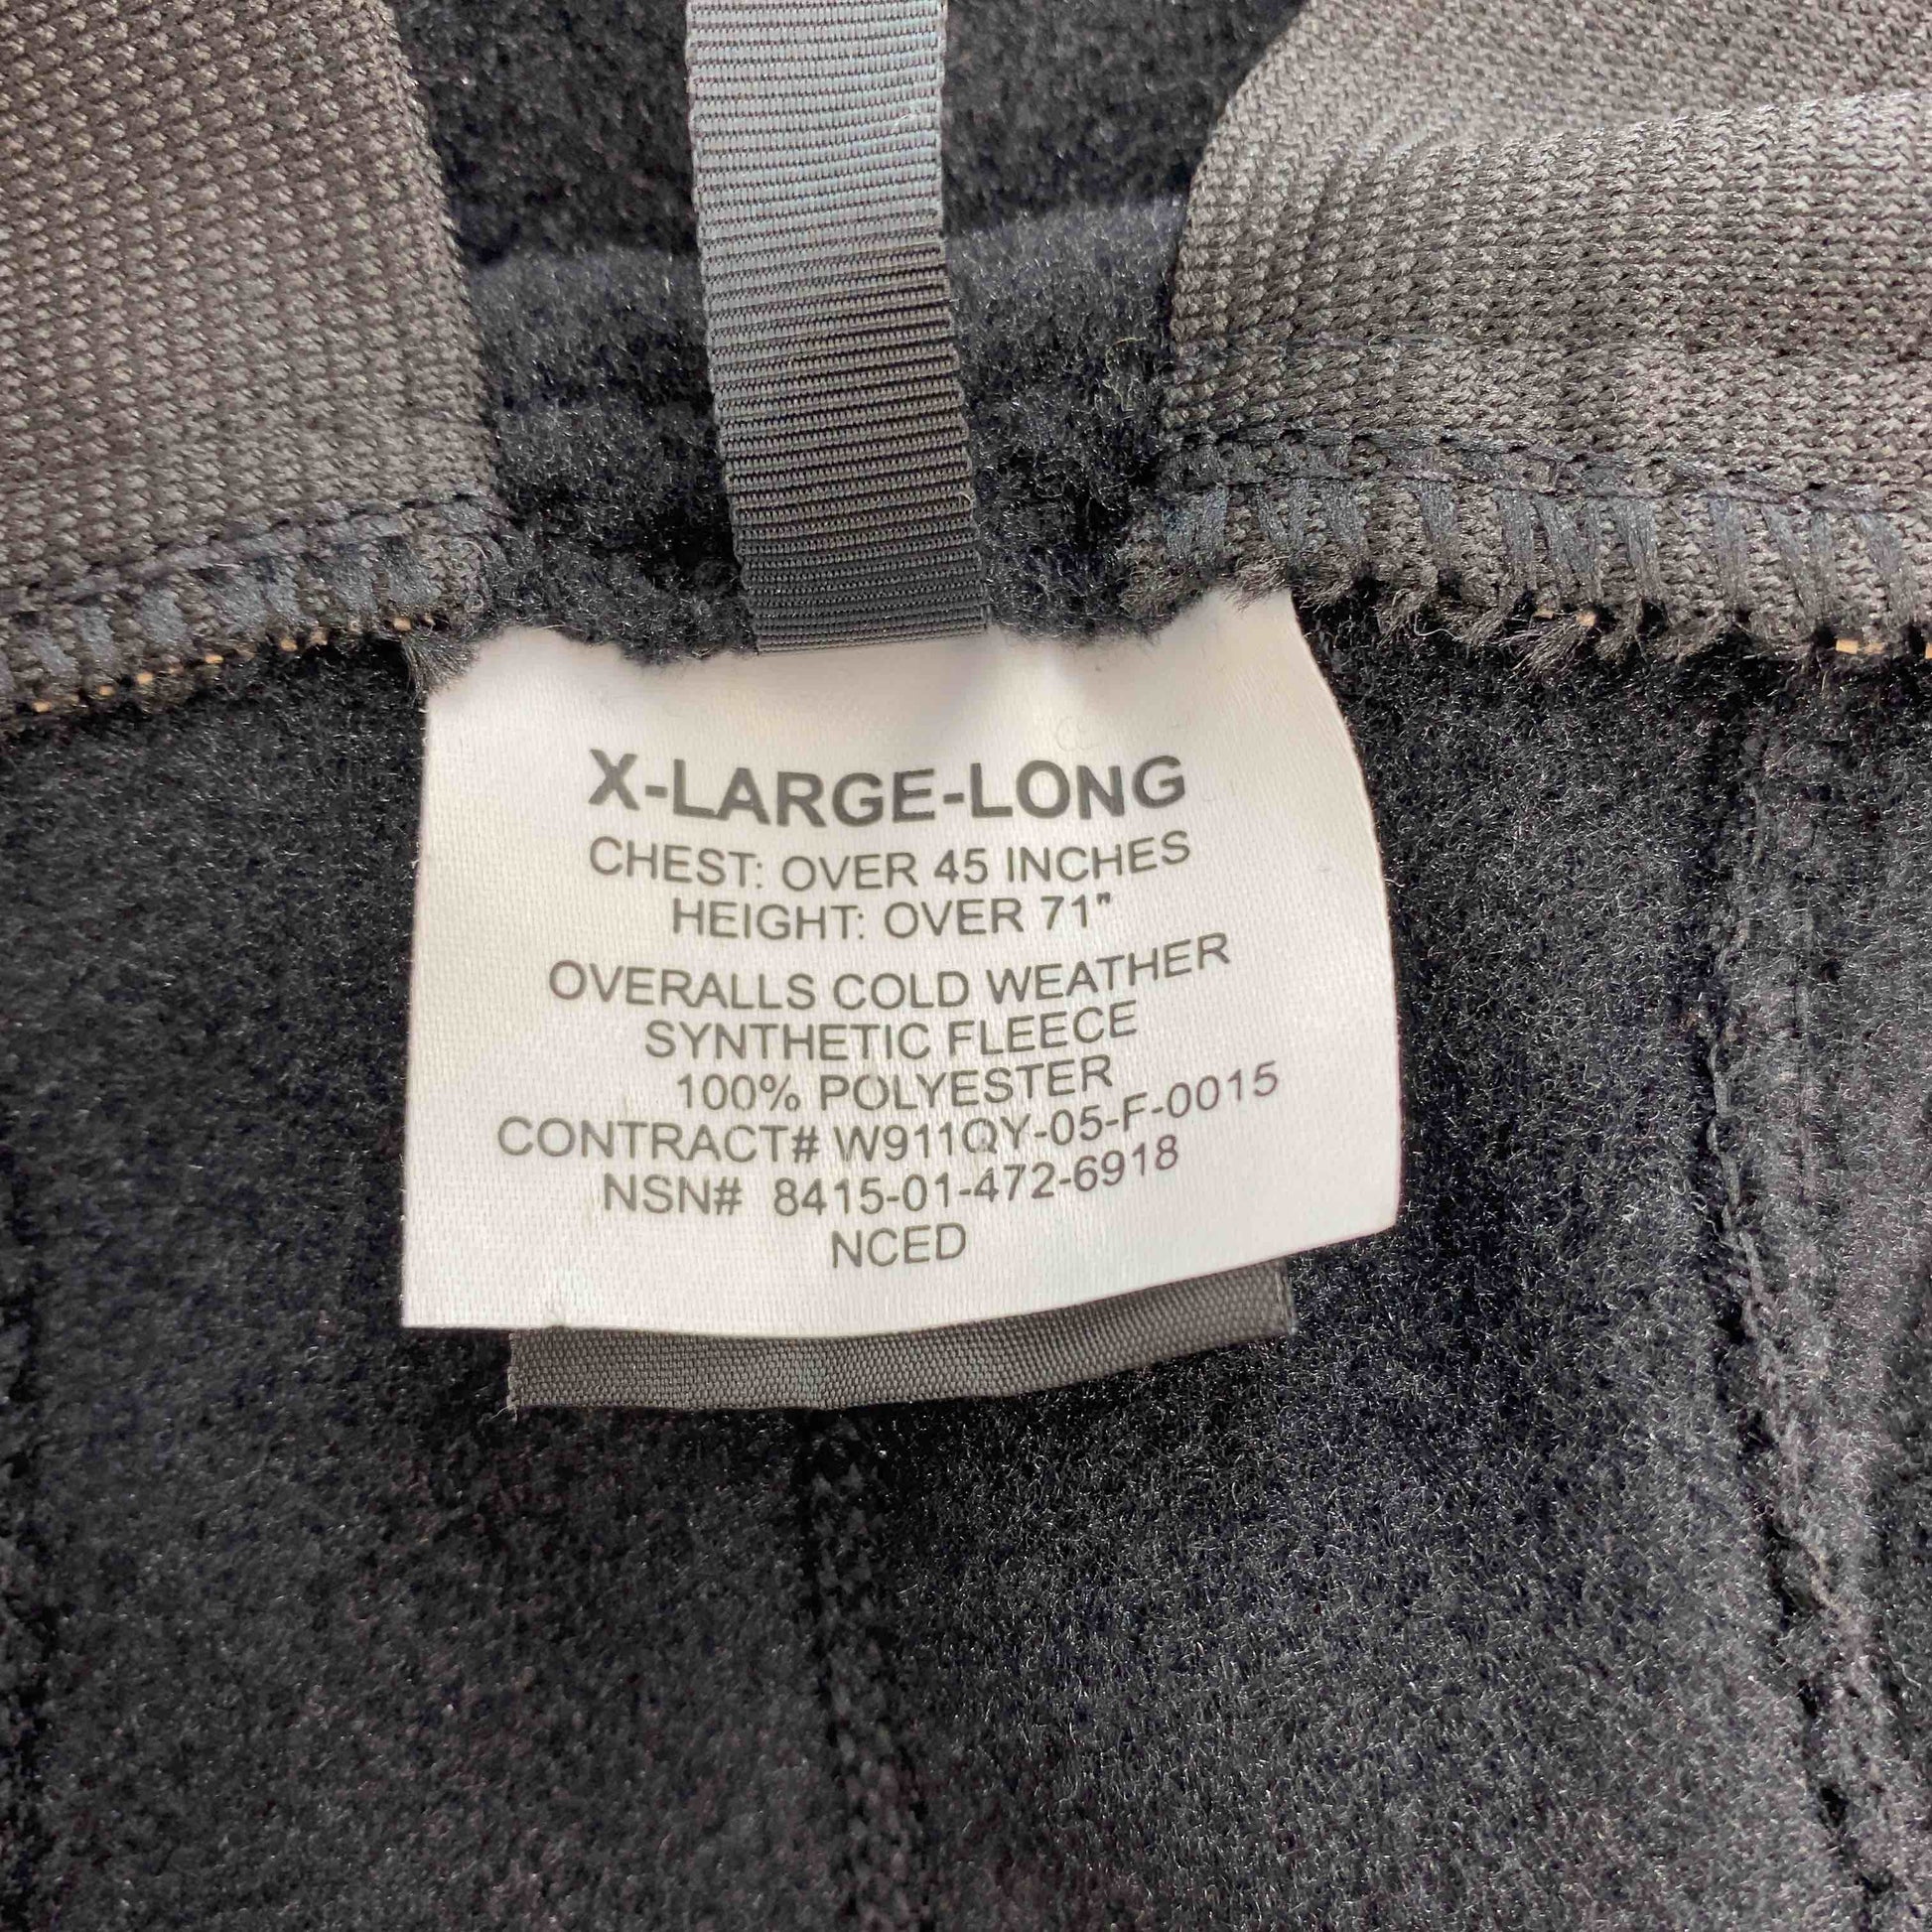 X-LARGE-LONG
CHEST: OVER 45 INCHES
HEIGHT: OVER 71"
OVERALLS COLD WEATHER
SYNTHETIC FLEECE
100% POLYESTER
CONTRACT# W911QY-05-F-0015
NSN# 8415-01-472-6918
NCED